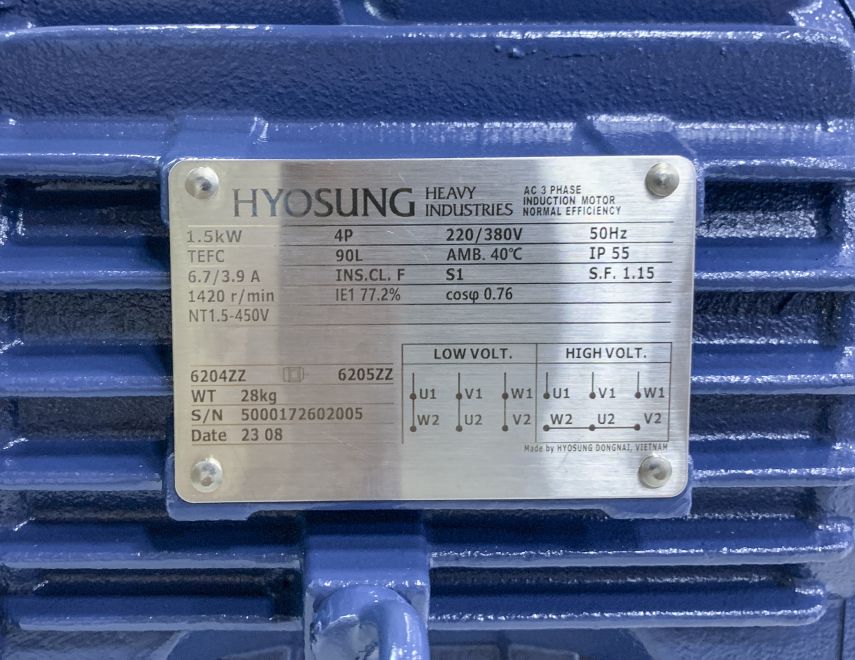 HYOSUNG HEAVY INDUSTRIES AC 3 PHASE INDUCTION MOTOR NORMAL EFFICIENCY
1.5kW 4P 220/380V 50Hz
TEFC 90L AMB. 40℃ IP 55
6.7/3.9 A INS.CL. F S1 S.F. 1.15
1420 r/min IE1 77.2% cosφ 0.76
NT1.5-450V
LOW VOLT. HIGH VOLT.
6204ZZ 6205ZZ
U1 V1 W1 U1 V1 W1
WT 28kg
W2 U2 V2 W2 U2 V2
S/N 5000172602005
Date 23 08
Made by HYOSUNG DONGNAI, VIETNAM